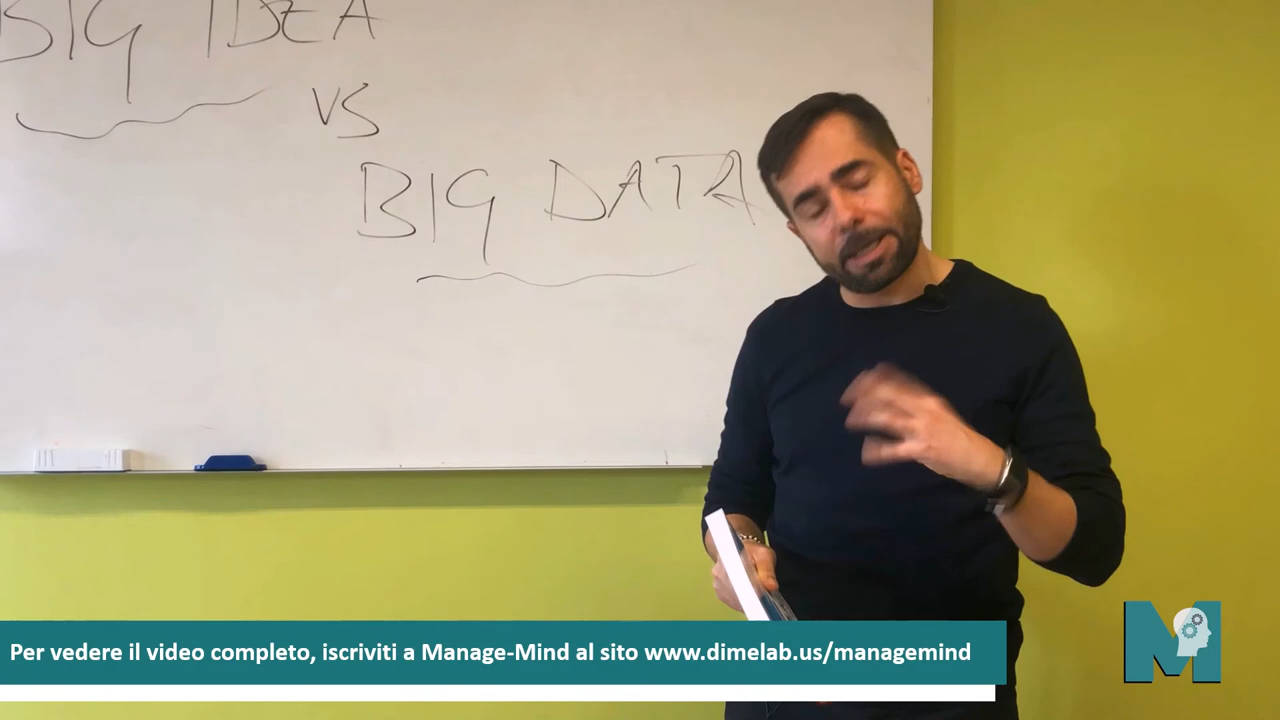 BIG IDEA
VS
BIG DATA
Per vedere il video completo, iscriviti a Manage-Mind al sito www.dimelab.us/managemind
M